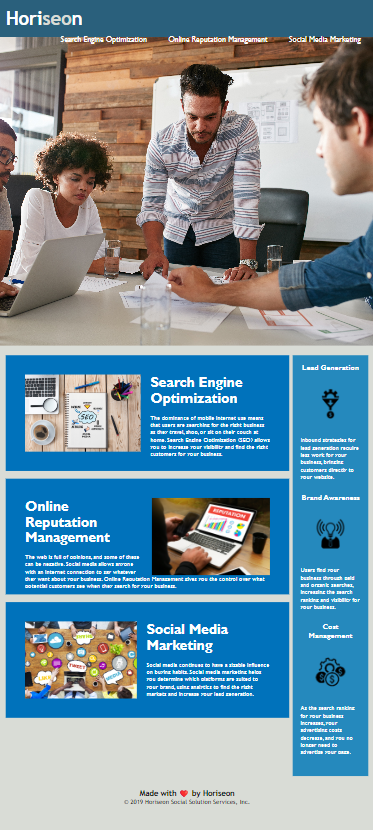 Horiseon
Search Engine Optimization Online Reputation Management Social Media Marketing
Search Engine
Optimization
The dominance of mobile internet use means
that users are searching for the right business
as they travel, shop, or sit on their couch at
home. Search Engine Optimization (SEO) allows
you to increase your visibility and find the right
customers for your business.
Online
Reputation
Management
The web is full of opinions, and some of these
can be negative. Social media allows anyone
with an internet connection to say whatever
they want about your business. Online Reputation Management gives you the control over what
potential customers see when they search for your business.
REPUTATION
Social Media
Marketing
Social media continues to have a sizable influence
on buying habits. Social media marketing helps
you determine which platforms are suited to
your brand, using analytics to find the right
markets and increase your lead generation.
SEO
Lead Generation
Inbound strategies for
lead generation require
less work for your
business, bringing
customers directly to
your website.
Brand Awareness
Users find your
business through paid
and organic searches,
increasing the search
ranking and visibility for
your business.
Cost
Management
As the search ranking
for your business
increases, your
advertising costs
decrease, and you no
longer need to
advertise your page.
Made with ❤️ by Horiseon
© 2019 Horiseon Social Solution Services, Inc.